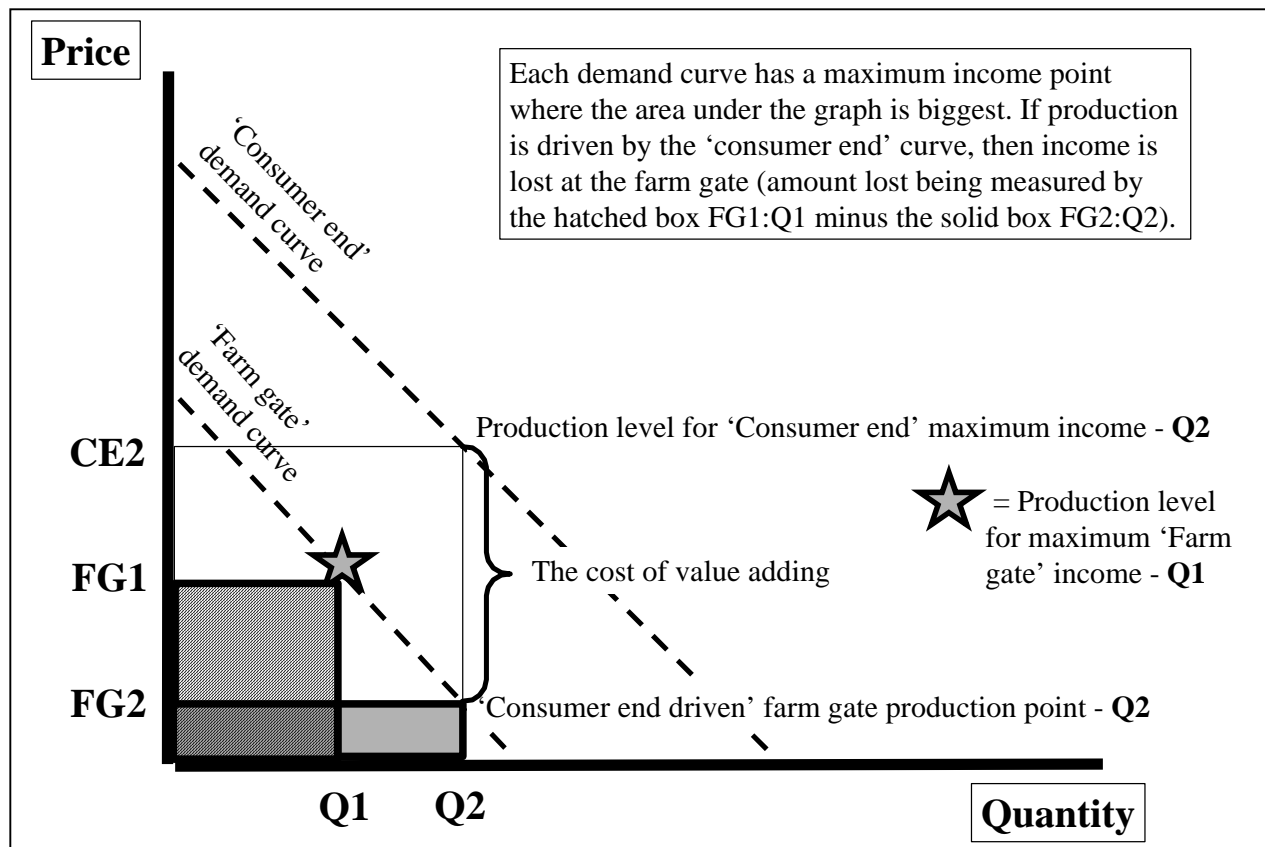 Price
Each demand curve has a maximum income point
where the area under the graph is biggest. If production
is driven by the ‘consumer end’ curve, then income is
lost at the farm gate (amount lost being measured by
the hatched box FG1:Q1 minus the solid box FG2:Q2).
‘Consumer end’
demand curve
‘Farm gate’
demand curve
CE2
Production level for ‘Consumer end’ maximum income - Q2
= Production level
for maximum ‘Farm
gate’ income - Q1
FG1
The cost of value adding
FG2
‘Consumer end driven’ farm gate production point - Q2
Q1
Q2
Quantity